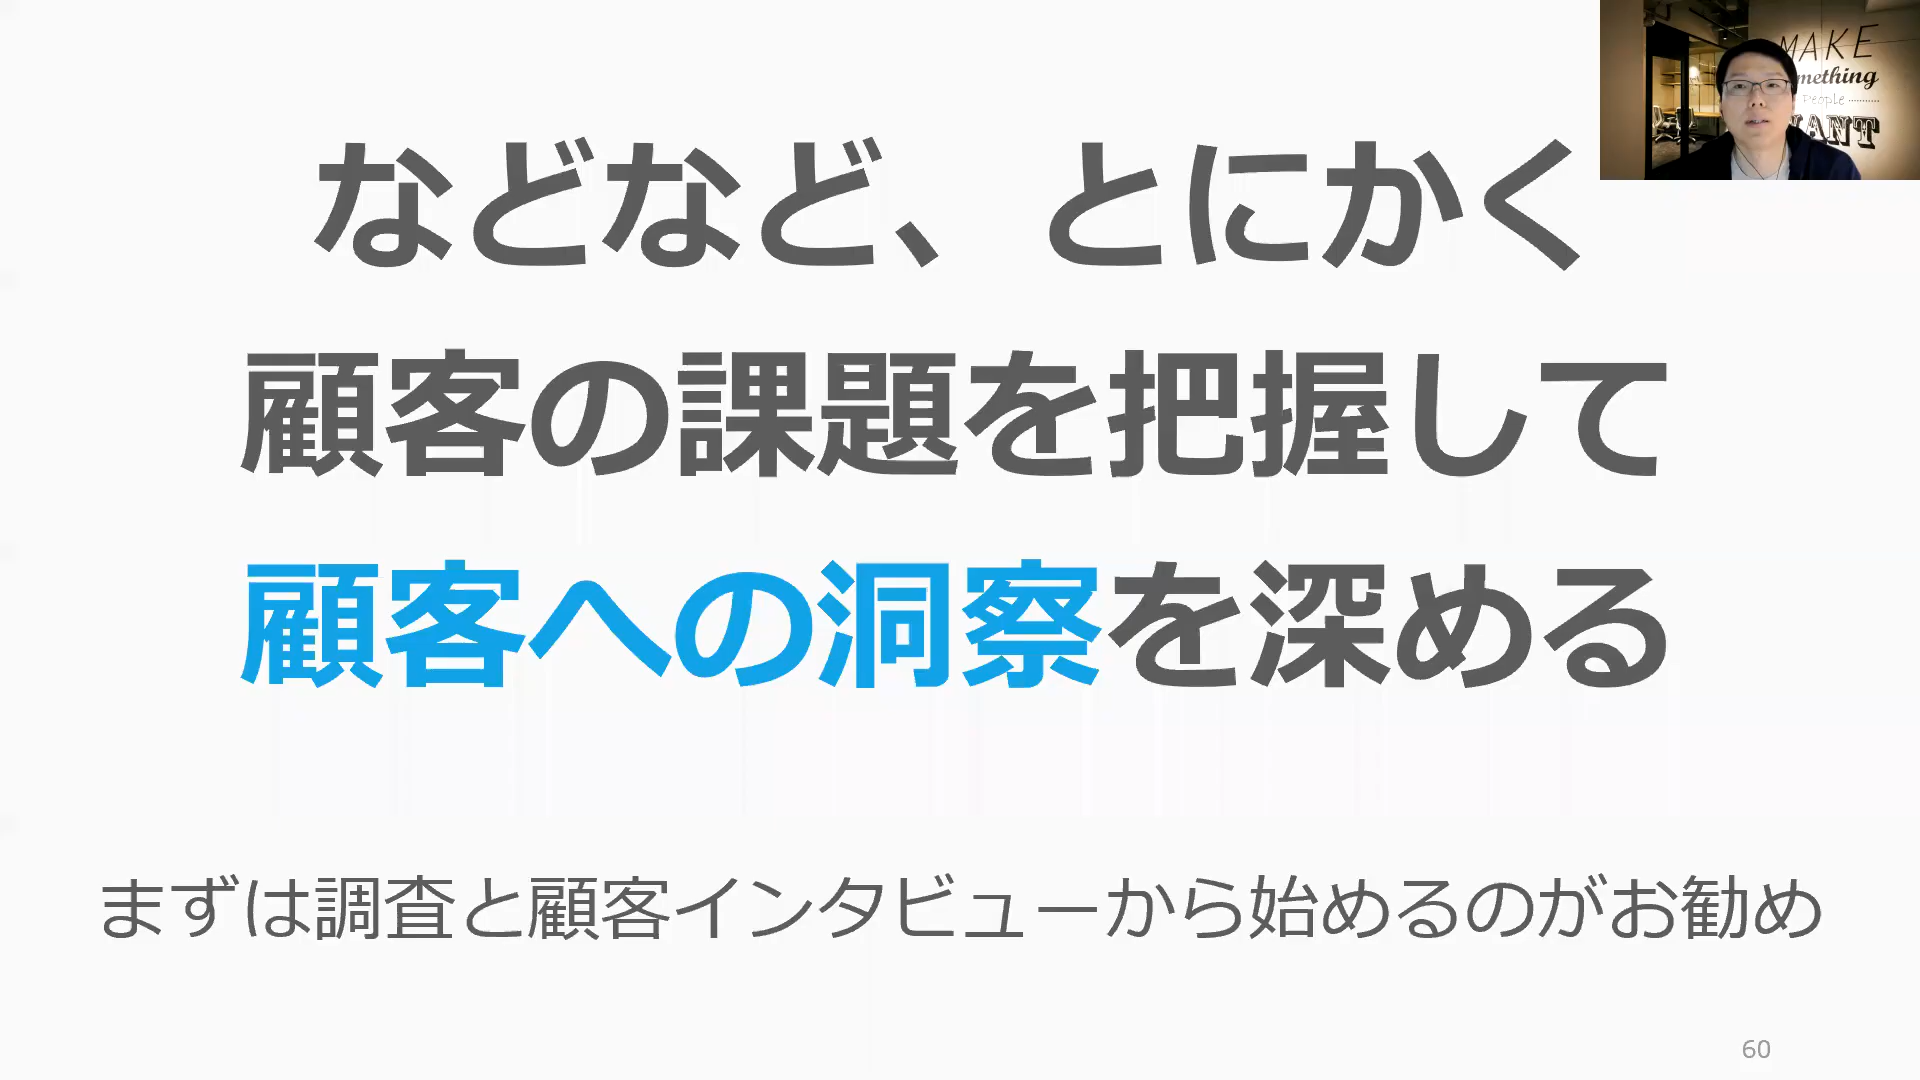 などなど、とにかく
顧客の課題を把握して
顧客への洞察を深める
まずは調査と顧客インタビューから始めるのがお勧め
60
MAKE
People